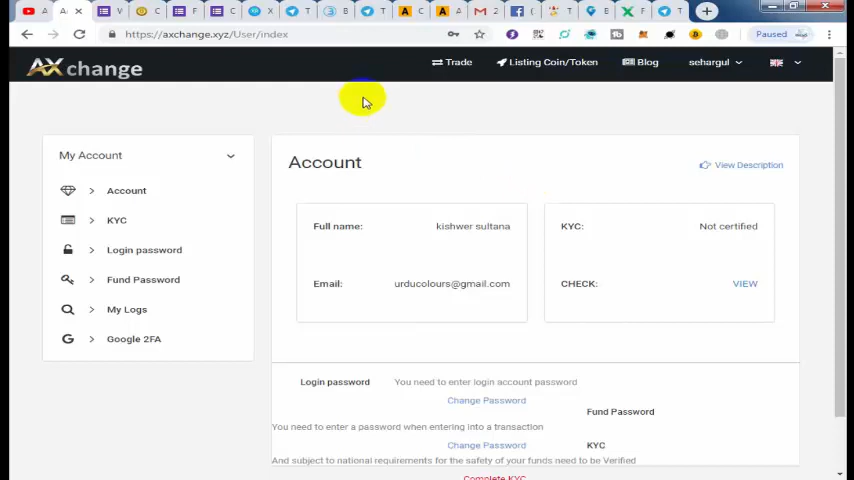 A
A
W
C
F
C
X
T
B
T
C
A
2
(
T
B
F
T
https://axchange.xyz/User/index
Paused
AXchange
Trade
Listing Coin/Token
Blog
sehargul
My Account
Account
KYC
Login password
Fund Password
My Logs
Google 2FA
Account
View Description
Full name: kishwer sultana
Email: urducolours@gmail.com
KYC: Not certified
CHECK: VIEW
Login password You need to enter login account password
Change Password
Fund Password
You need to enter a password when entering into a transaction
Change Password KYC
And subject to national requirements for the safety of your funds need to be Verified
Complete KYC